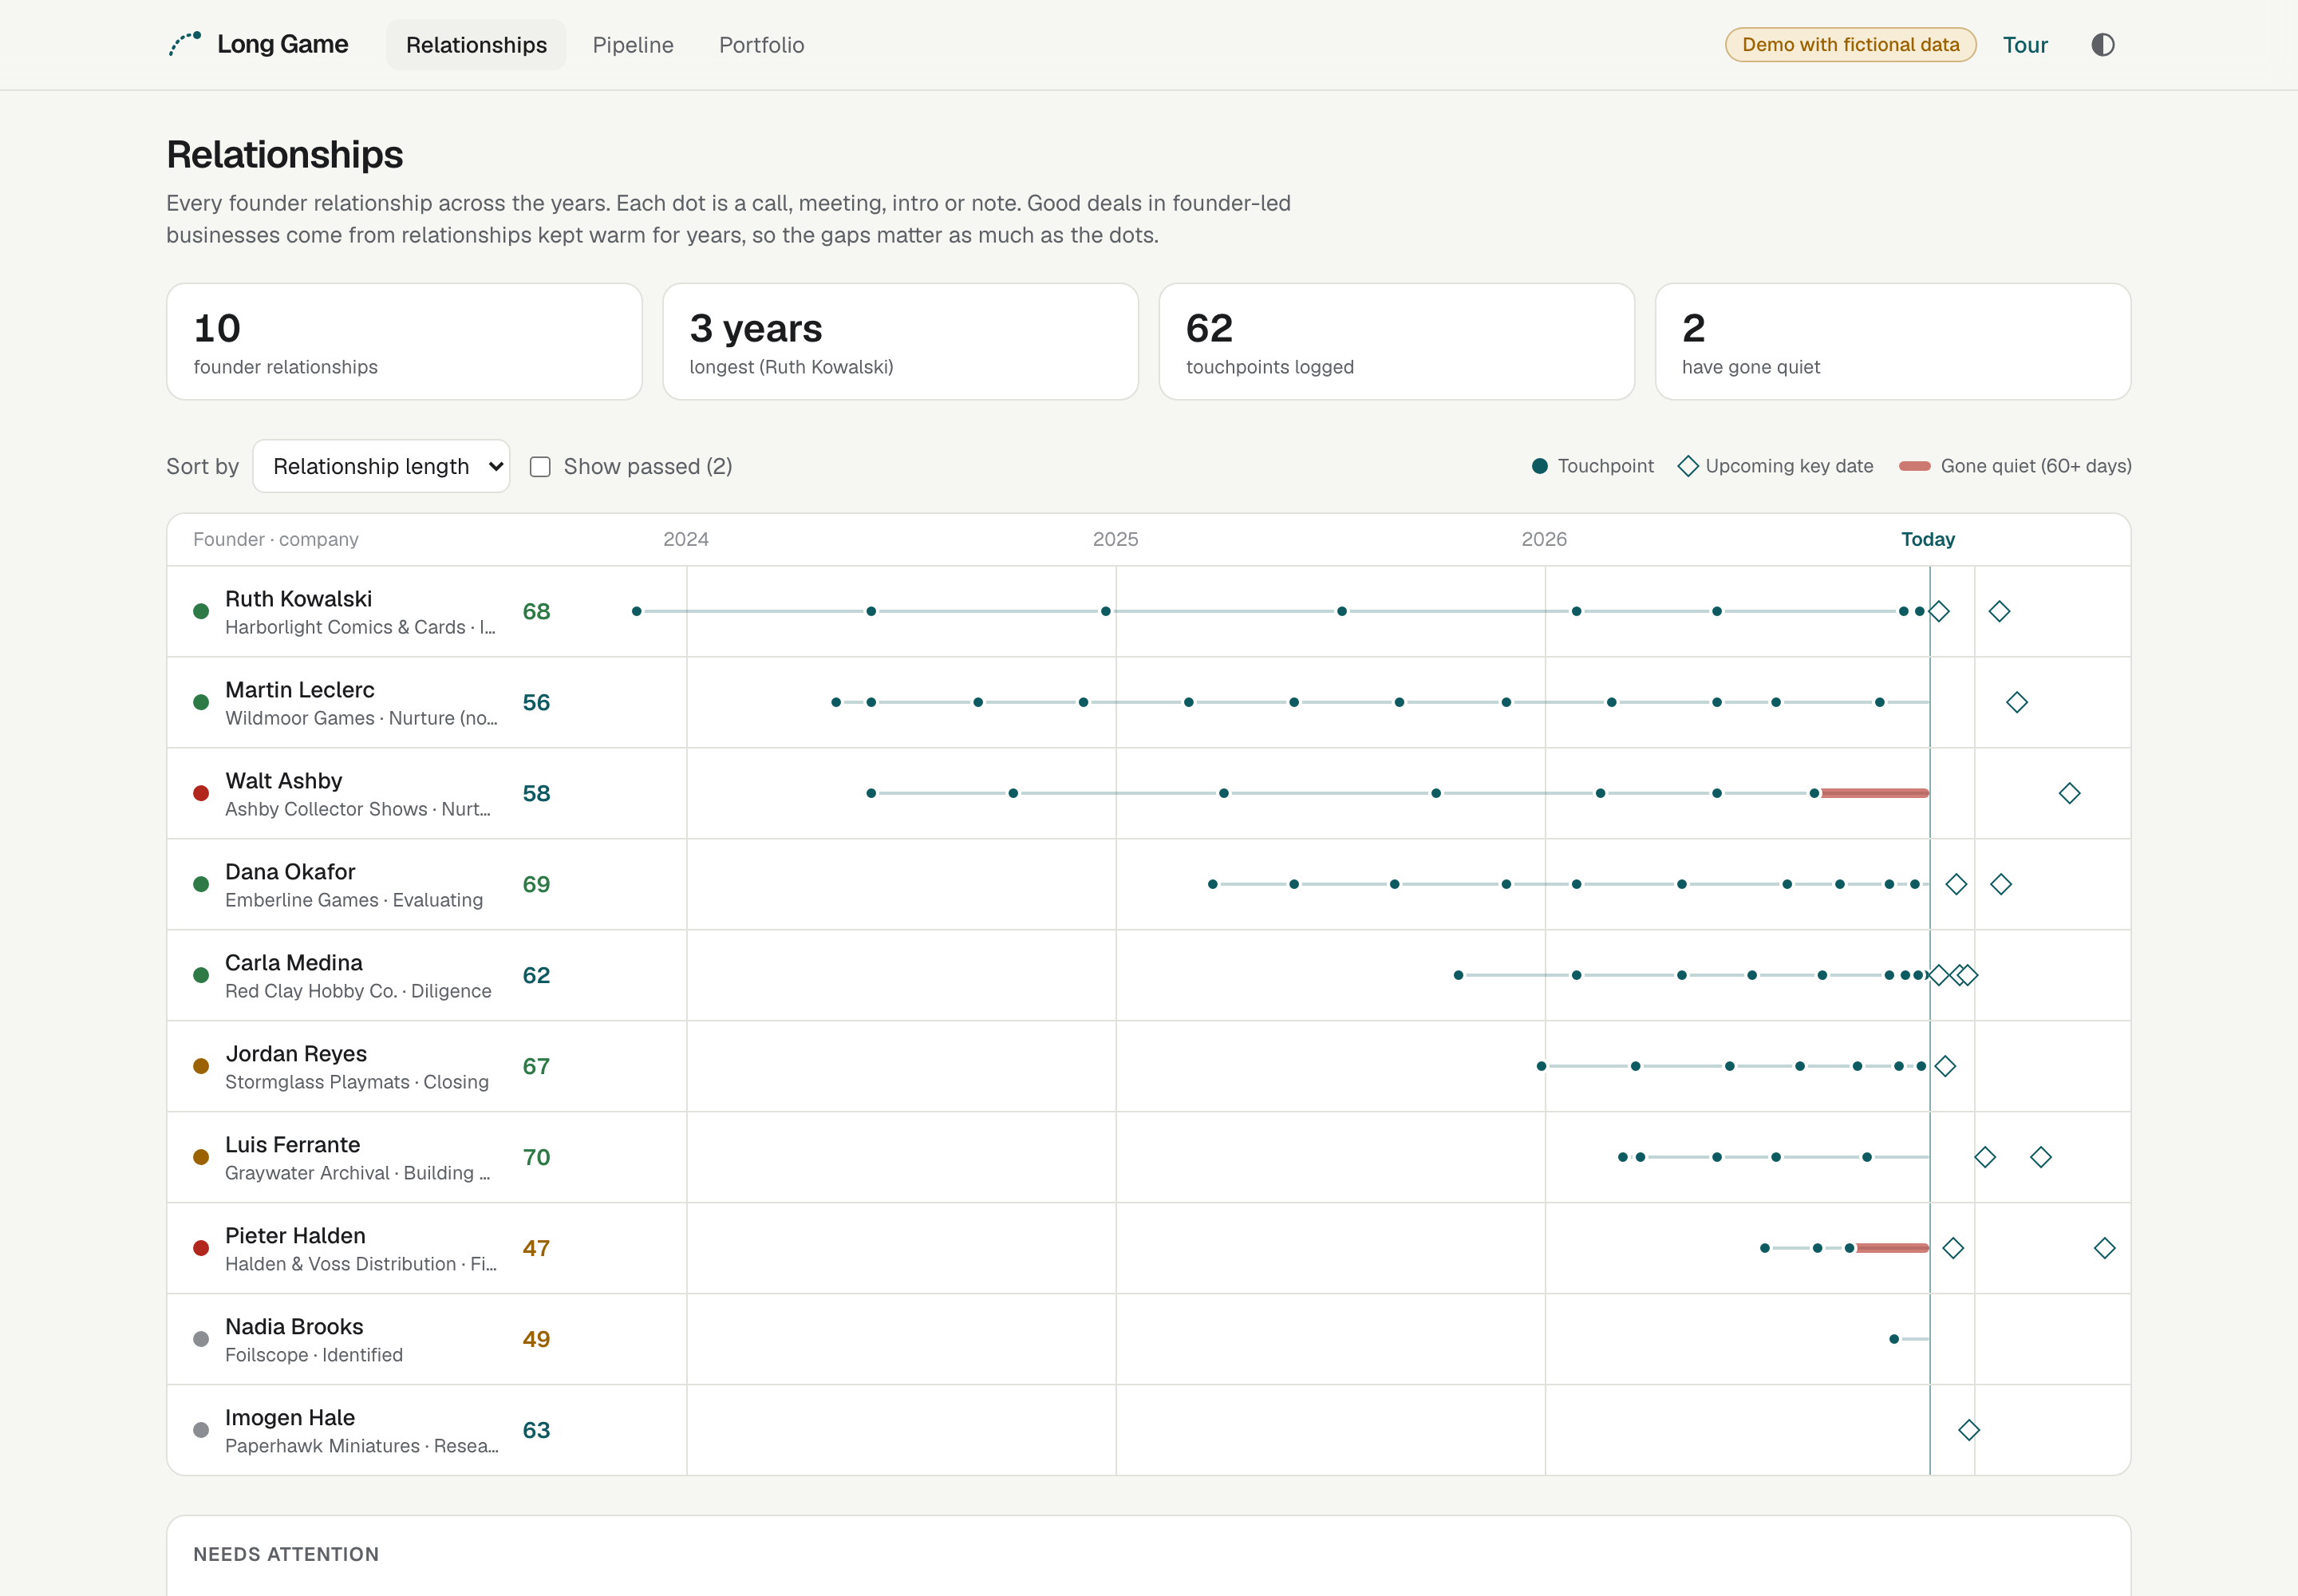 Long Game
Relationships
Pipeline
Portfolio
Demo with fictional data
Tour
Relationships
Every founder relationship across the years. Each dot is a call, meeting, intro or note. Good deals in founder-led
businesses come from relationships kept warm for years, so the gaps matter as much as the dots.
10
founder relationships
3 years
longest (Ruth Kowalski)
62
touchpoints logged
2
have gone quiet
Sort by
Relationship length
Show passed (2)
Touchpoint
Upcoming key date
Gone quiet (60+ days)
Founder · company
2024
2025
2026
Today
Ruth Kowalski
Harborlight Comics & Cards · I...
68
Martin Leclerc
Wildmoor Games · Nurture (no...
56
Walt Ashby
Ashby Collector Shows · Nurt...
58
Dana Okafor
Emberline Games · Evaluating
69
Carla Medina
Red Clay Hobby Co. · Diligence
62
Jordan Reyes
Stormglass Playmats · Closing
67
Luis Ferrante
Graywater Archival · Building ...
70
Pieter Halden
Halden & Voss Distribution · Fi...
47
Nadia Brooks
Foilscope · Identified
49
Imogen Hale
Paperhawk Miniatures · Resea...
63
NEEDS ATTENTION